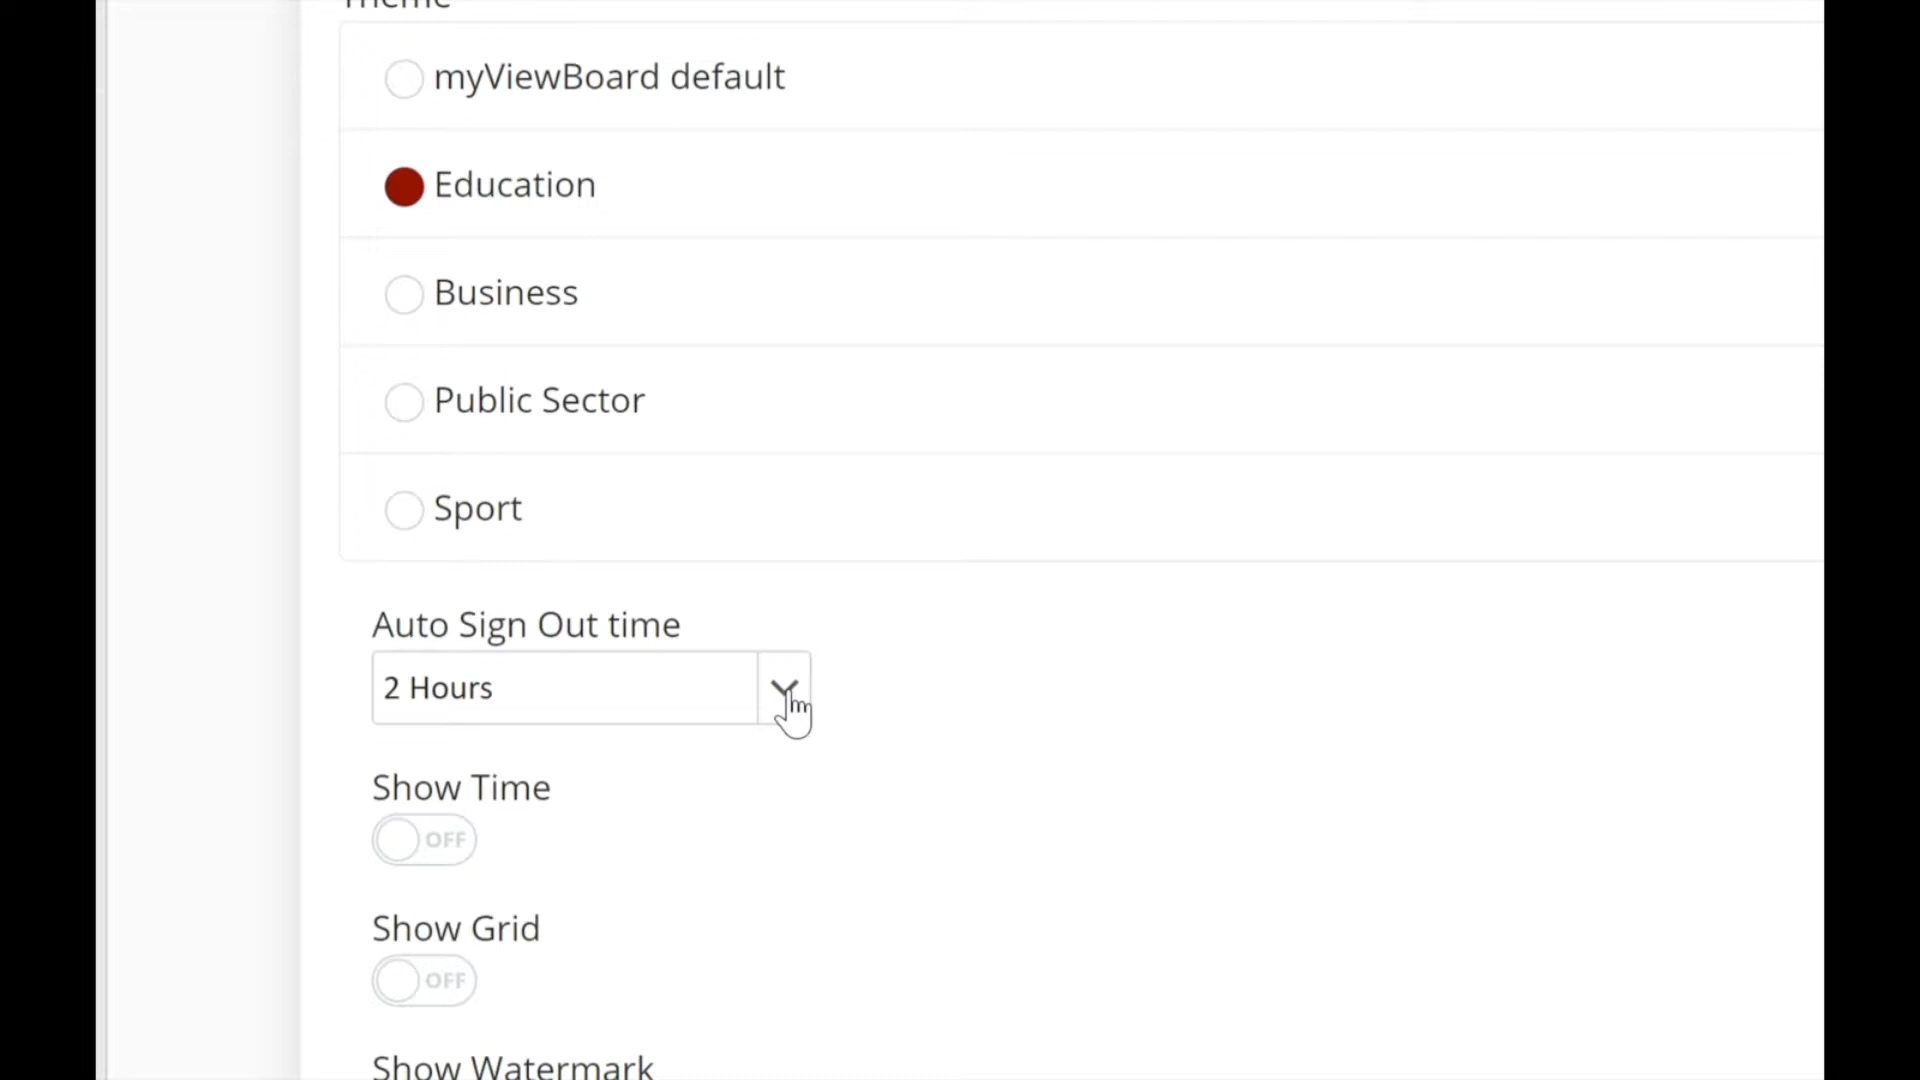 Theme
myViewBoard default
Education
Business
Public Sector
Sport
Auto Sign Out time
2 Hours
Show Time
OFF
Show Grid
OFF
Show Watermark